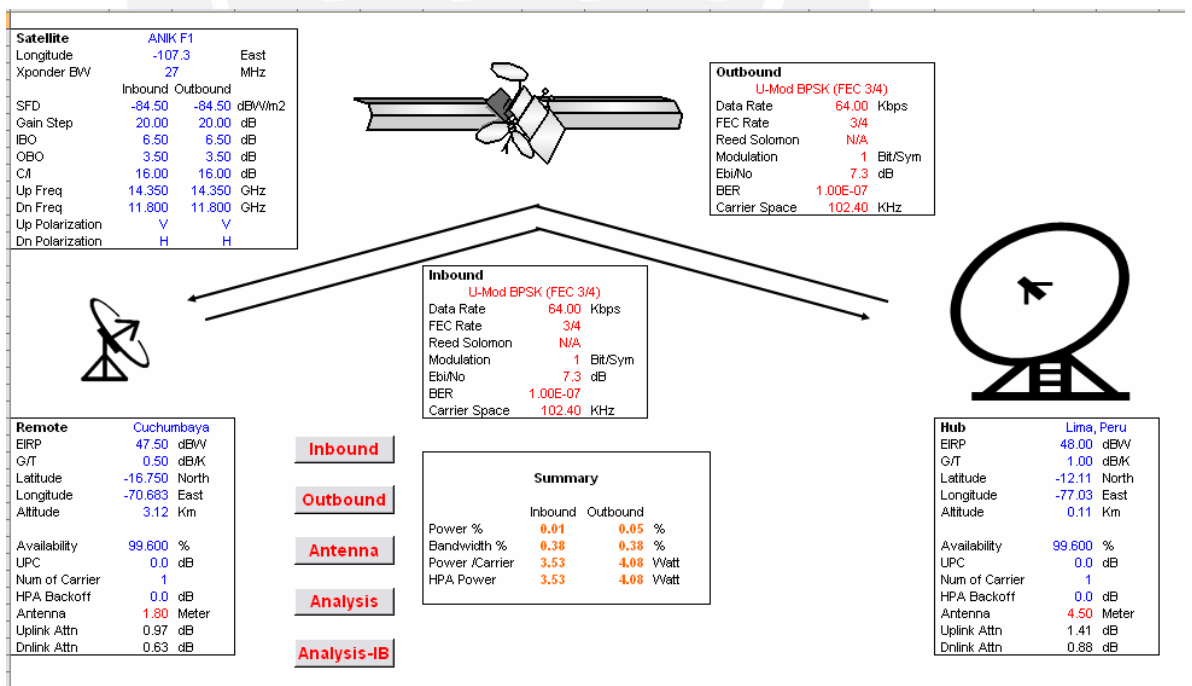 Satellite ANIK F1
Longitude -107.3 East
Xponder BW 27 MHz
Inbound Outbound
SFD -84.50 -84.50 dBW/m2
Gain Step 20.00 20.00 dB
IBO 6.50 6.50 dB
OBO 3.50 3.50 dB
C/I 16.00 16.00 dB
Up Freq 14.350 14.350 GHz
Dn Freq 11.800 11.800 GHz
Up Polarization V V
Dn Polarization H H
Outbound
U-Mod BPSK (FEC 3/4)
Data Rate 64.00 Kbps
FEC Rate 3/4
Reed Solomon N/A
Modulation 1 Bit/Sym
Ebi/No 7.3 dB
BER 1.00E-07
Carrier Space 102.40 KHz
Inbound
U-Mod BPSK (FEC 3/4)
Data Rate 64.00 Kbps
FEC Rate 3/4
Reed Solomon N/A
Modulation 1 Bit/Sym
Ebi/No 7.3 dB
BER 1.00E-07
Carrier Space 102.40 KHz
Remote Cuchumbaya
EIRP 47.50 dBW
G/T 0.50 dB/K
Latitude -16.750 North
Longitude -70.683 East
Altitude 3.12 Km
Availability 99.600 %
UPC 0.0 dB
Num of Carrier 1
HPA Backoff 0.0 dB
Antenna 1.80 Meter
Uplink Attn 0.97 dB
Dnlink Attn 0.63 dB
Inbound
Outbound
Antenna
Analysis
Analysis-IB
Summary
Inbound Outbound
Power % 0.01 0.05 %
Bandwidth % 0.38 0.38 %
Power /Carrier 3.53 4.08 Watt
HPA Power 3.53 4.08 Watt
Hub Lima, Peru
EIRP 48.00 dBW
G/T 1.00 dB/K
Latitude -12.11 North
Longitude -77.03 East
Altitude 0.11 Km
Availability 99.600 %
UPC 0.0 dB
Num of Carrier 1
HPA Backoff 0.0 dB
Antenna 4.50 Meter
Uplink Attn 1.41 dB
Dnlink Attn 0.88 dB